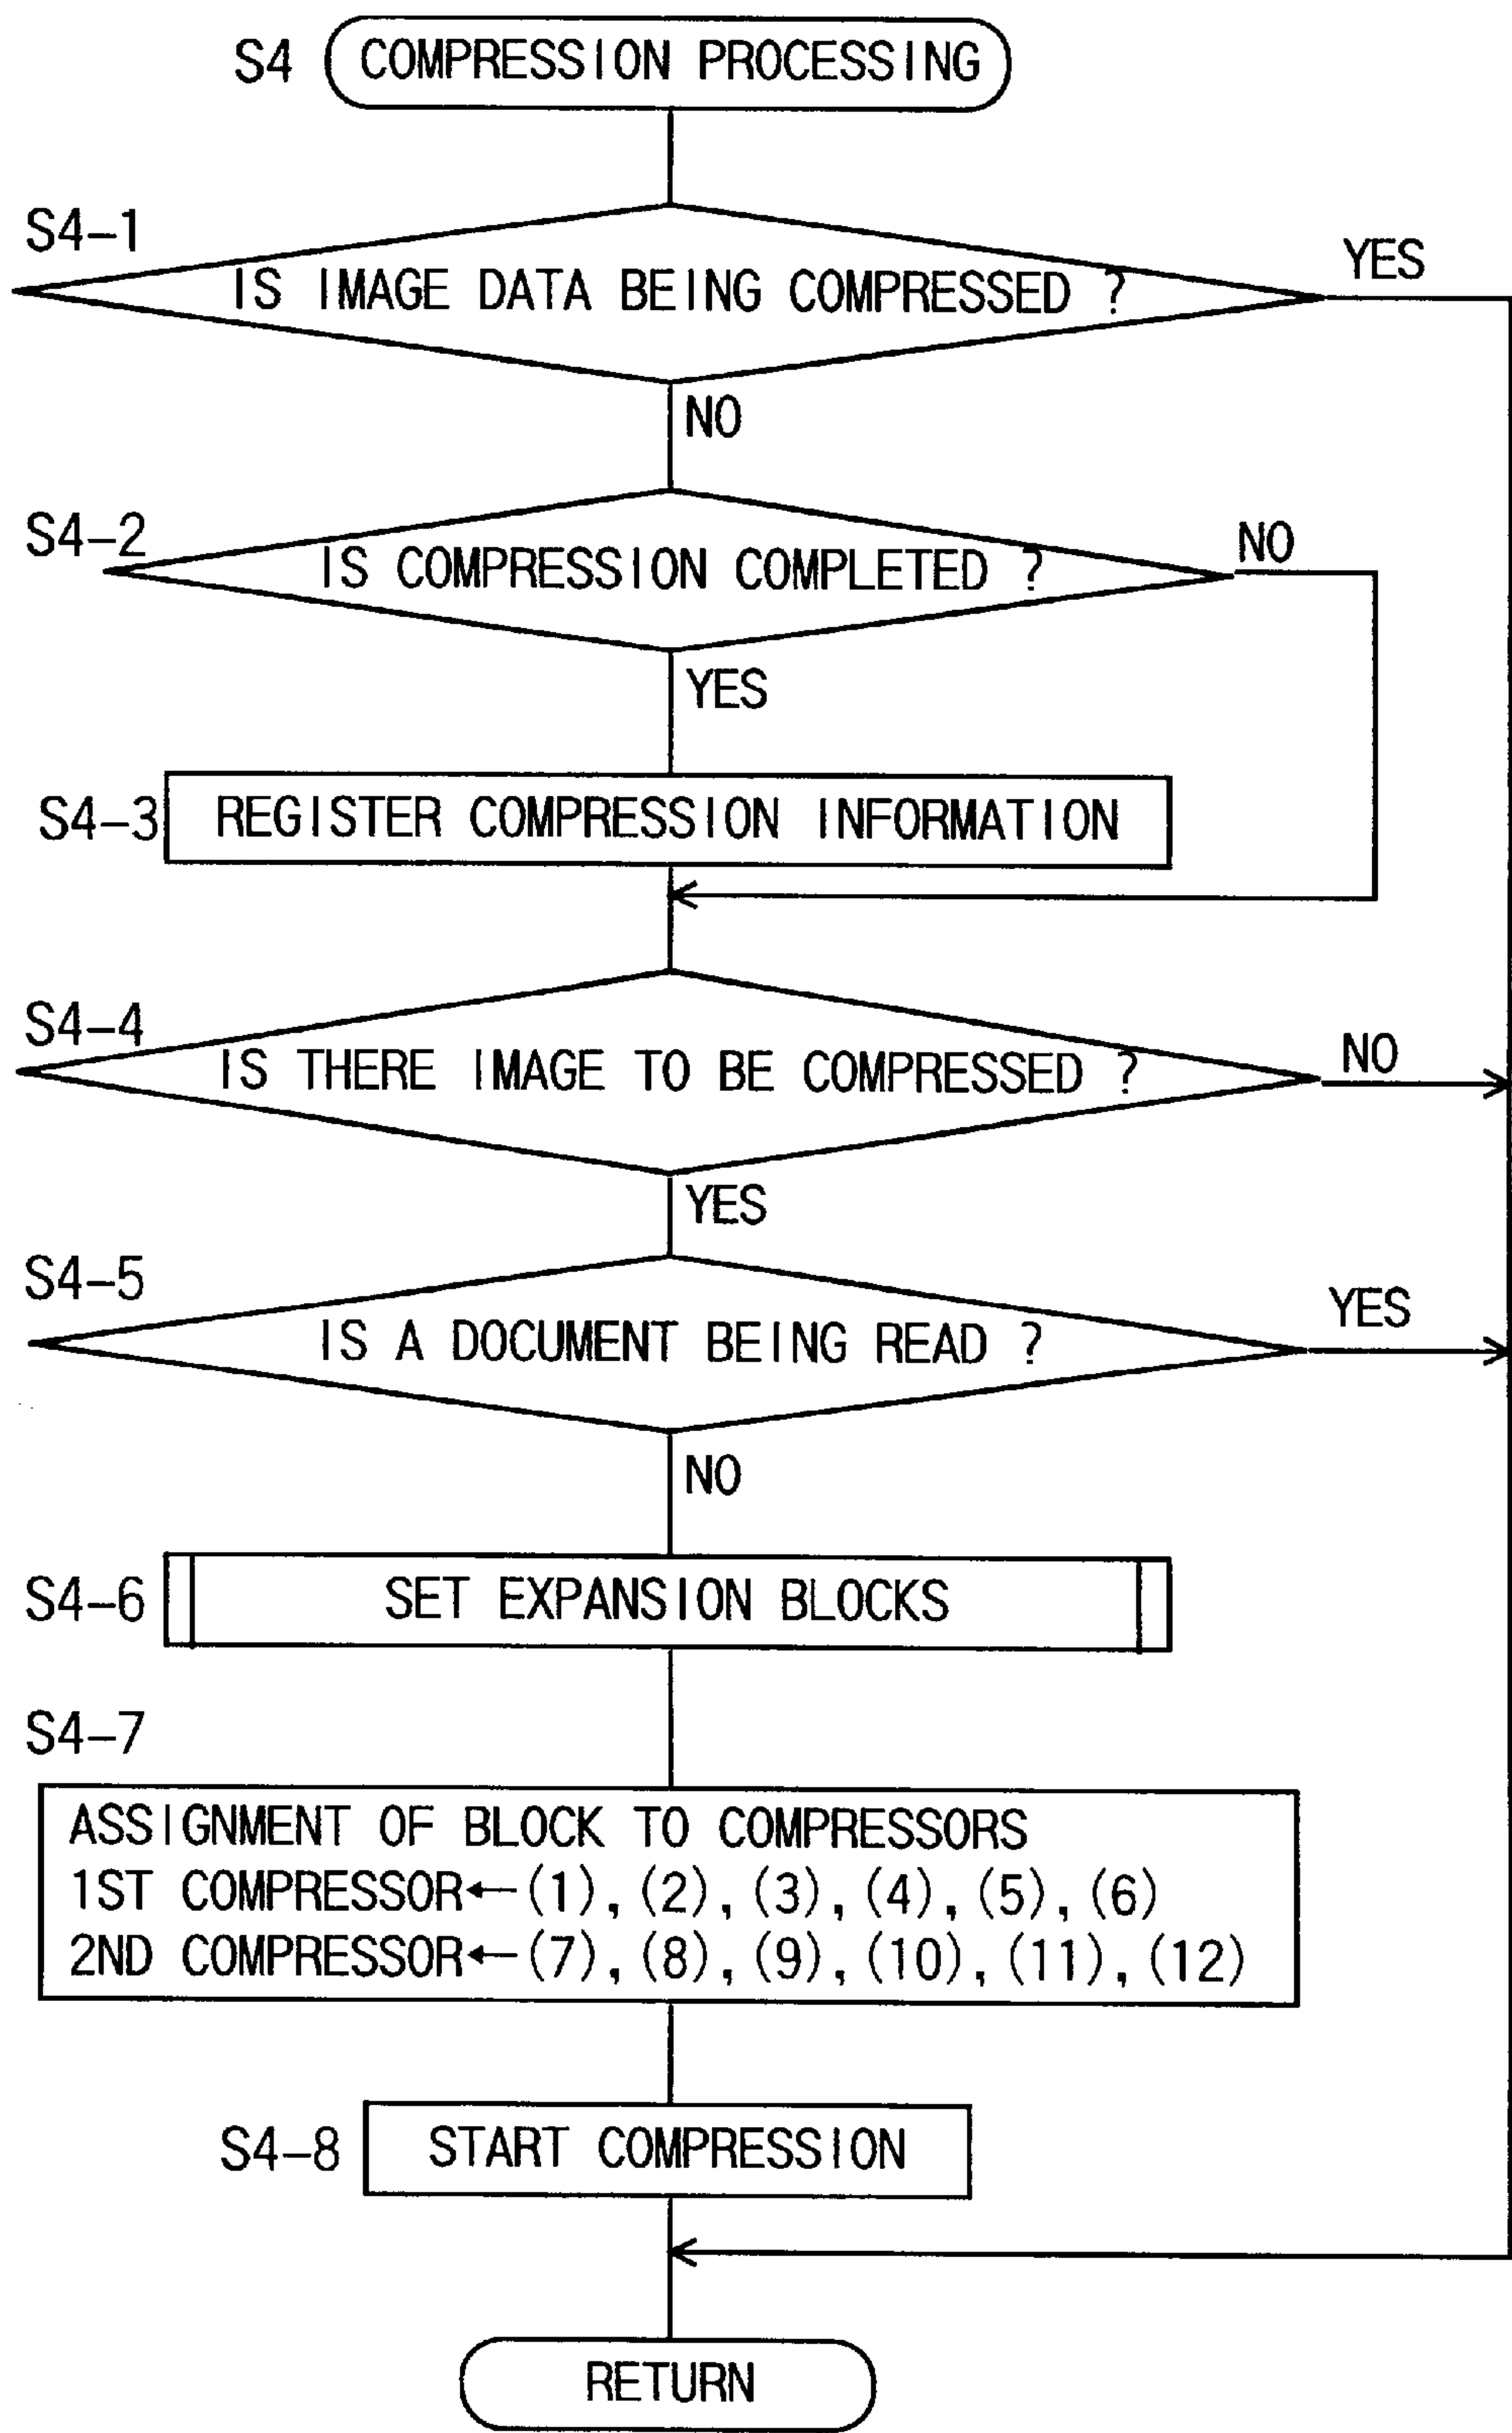 S4 COMPRESSION PROCESSING
S4-1
IS IMAGE DATA BEING COMPRESSED ?
YES
NO
S4-2
IS COMPRESSION COMPLETED ?
NO
YES
S4-3 REGISTER COMPRESSION INFORMATION
S4-4
IS THERE IMAGE TO BE COMPRESSED ?
NO
YES
S4-5
IS A DOCUMENT BEING READ ?
YES
NO
S4-6 SET EXPANSION BLOCKS
S4-7
ASSIGNMENT OF BLOCK TO COMPRESSORS
1ST COMPRESSOR←(1), (2), (3), (4), (5), (6)
2ND COMPRESSOR←(7), (8), (9), (10), (11), (12)
S4-8 START COMPRESSION
RETURN